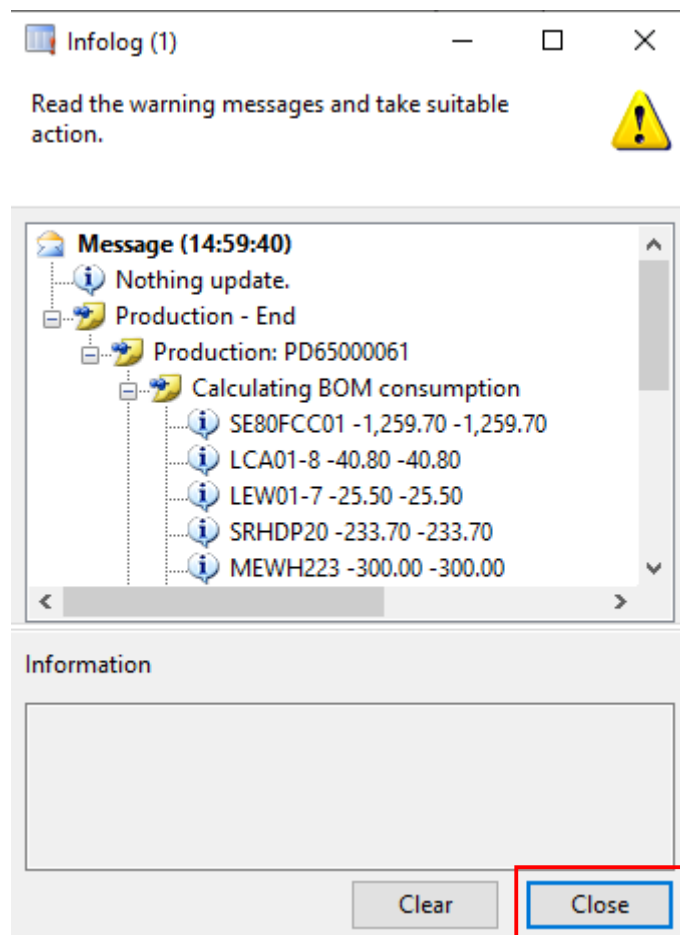 Infolog (1)
Read the warning messages and take suitable
action.
Message (14:59:40)
Nothing update.
Production - End
Production: PD65000061
Calculating BOM consumption
SE80FCC01 -1,259.70 -1,259.70
LCA01-8 -40.80 -40.80
LEW01-7 -25.50 -25.50
SRHDP20 -233.70 -233.70
MEWH223 -300.00 -300.00
Information
Clear
Close